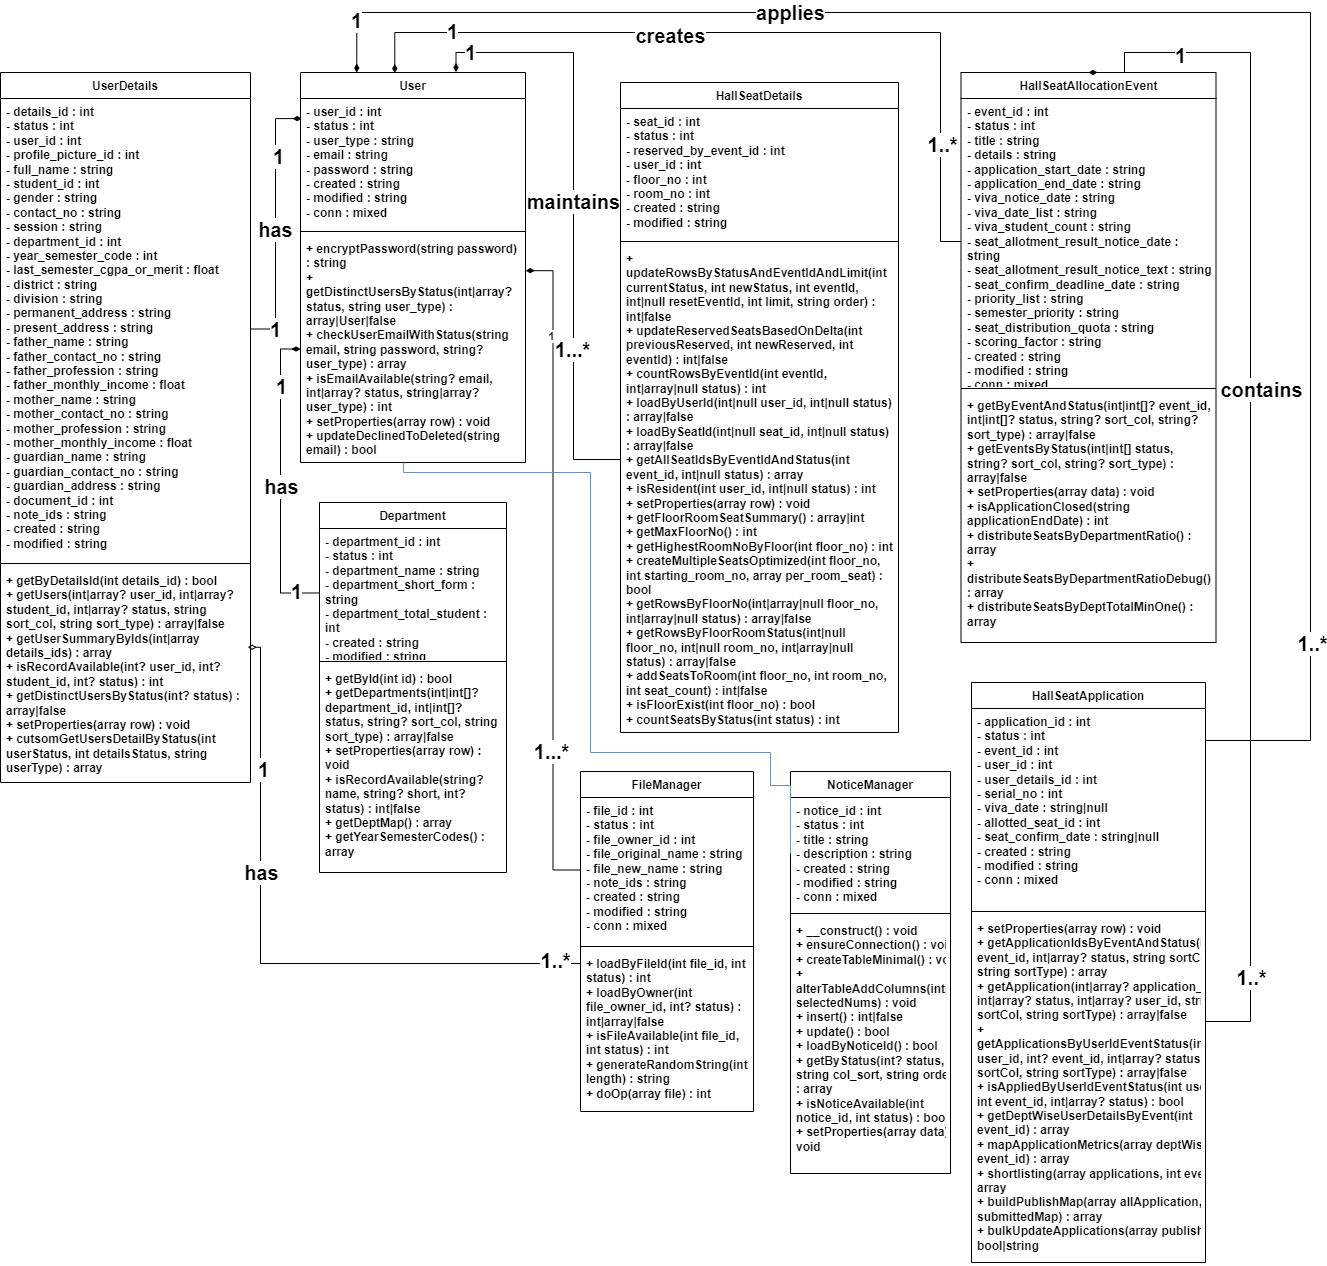 applies
1
1
creates
1
1
UserDetails
- details_id : int
- status : int
- user_id : int
- profile_picture_id : int
- full_name : string
- student_id : int
- gender : string
- contact_no : string
- session : string
- department_id : int
- year_semester_code : int
- last_semester_cgpa_or_merit : float
- district : string
- division : string
- permanent_address : string
- present_address : string
- father_name : string
- father_contact_no : string
- father_profession : string
- father_monthly_income : float
- mother_name : string
- mother_contact_no : string
- mother_profession : string
- mother_monthly_income : float
- guardian_name : string
- guardian_contact_no : string
- guardian_address : string
- document_id : int
- note_ids : string
- created : string
- modified : string
+ getByDetailsId(int details_id) : bool
+ getUsers(int|array? user_id, int|array?
student_id, int|array? status, string
sort_col, string sort_type) : array|false
+ getUserSummaryByIds(int|array
details_ids) : array
+ isRecordAvailable(int? user_id, int?
student_id, int? status) : int
+ getDistinctUsersByStatus(int? status) :
array|false
+ setProperties(array row) : void
+ cutsomGetUsersDetailByStatus(int
userStatus, int detailsStatus, string
userType) : array
1
has
1
User
- user_id : int
- status : int
- user_type : string
- email : string
- password : string
- created : string
- modified : string
- conn : mixed
+ encryptPassword(string password)
: string
+
getDistinctUsersByStatus(int|array?
status, string user_type) :
array|User|false
+ checkUserEmailWithStatus(string
email, string password, string?
user_type) : array
+ isEmailAvailable(string? email,
int|array? status, string|array?
user_type) : int
+ setProperties(array row) : void
+ updateDeclinedToDeleted(string
email) : bool
1
has
1
Department
- department_id : int
- status : int
- department_name : string
- department_short_form :
string
- department_total_student :
int
- created : string
- modified : string
+ getById(int id) : bool
+ getDepartments(int|int[]?
department_id, int|int[]?
status, string? sort_col, string
sort_type) : array|false
+ setProperties(array row) :
void
+ isRecordAvailable(string?
name, string? short, int?
status) : int|false
+ getDeptMap() : array
+ getYearSemesterCodes() :
array
maintains
1
1...*
HallSeatDetails
- seat_id : int
- status : int
- reserved_by_event_id : int
- user_id : int
- floor_no : int
- room_no : int
- created : string
- modified : string
+
updateRowsByStatusAndEventIdAndLimit(int
currentStatus, int newStatus, int eventId,
int|null resetEventId, int limit, string order) :
int|false
+ updateReservedSeatsBasedOnDelta(int
previousReserved, int newReserved, int
eventId) : int|false
+ countRowsByEventId(int eventId,
int|array|null status) : int
+ loadByUserId(int|null user_id, int|null status)
: array|false
+ loadBySeatId(int|null seat_id, int|null status)
: array|false
+ getAllSeatIdsByEventIdAndStatus(int
event_id, int|null status) : array
+ isResident(int user_id, int|null status) : int
+ setProperties(array row) : void
+ getFloorRoomSeatSummary() : array|int
+ getMaxFloorNo() : int
+ getHighestRoomNoByFloor(int floor_no) : int
+ createMultipleSeatsOptimized(int floor_no,
int starting_room_no, array per_room_seat) :
bool
+ getRowsByFloorNo(int|array|null floor_no,
int|array|null status) : array|false
+ getRowsByFloorRoomStatus(int|null
floor_no, int|null room_no, int|array|null
status) : array|false
+ addSeatsToRoom(int floor_no, int room_no,
int seat_count) : int|false
+ isFloorExist(int floor_no) : bool
+ countSeatsByStatus(int status) : int
1..*
HallSeatAllocationEvent
- event_id : int
- status : int
- title : string
- details : string
- application_start_date : string
- application_end_date : string
- viva_notice_date : string
- viva_date_list : string
- viva_student_count : string
- seat_allotment_result_notice_date :
string
- seat_allotment_result_notice_text : string
- seat_confirm_deadline_date : string
- priority_list : string
- semester_priority : string
- seat_distribution_quota : string
- scoring_factor : string
- created : string
- modified : string
- conn : mixed
+ getByEventAndStatus(int|int[]? event_id,
int|int[]? status, string? sort_col, string?
sort_type) : array|false
+ getEventsByStatus(int|int[] status,
string? sort_col, string? sort_type) :
array|false
+ setProperties(array data) : void
+ isApplicationClosed(string
applicationEndDate) : int
+ distributeSeatsByDepartmentRatio() :
array
+
distributeSeatsByDepartmentRatioDebug()
: array
+ distributeSeatsByDeptTotalMinOne() :
array
contains
1..*
1...*
1
has
1..*
FileManager
- file_id : int
- status : int
- file_owner_id : int
- file_original_name : string
- file_new_name : string
- note_ids : string
- created : string
- modified : string
- conn : mixed
+ loadByFileId(int file_id, int
status) : int
+ loadByOwner(int
file_owner_id, int? status) :
int|array|false
+ isFileAvailable(int file_id,
int status) : int
+ generateRandomString(int
length) : string
+ doOp(array file) : int
NoticeManager
- notice_id : int
- status : int
- title : string
- description : string
- created : string
- modified : string
- conn : mixed
+ __construct() : void
+ ensureConnection() : voi
+ createTableMinimal() : vo
+
alterTableAddColumns(int
selectedNums) : void
+ insert() : int|false
+ update() : bool
+ loadByNoticeId() : bool
+ getByStatus(int? status,
string col_sort, string orde
: array
+ isNoticeAvailable(int
notice_id, int status) : boo
+ setProperties(array data)
void
HallSeatApplication
- application_id : int
- status : int
- event_id : int
- user_id : int
- user_details_id : int
- serial_no : int
- viva_date : string|null
- allotted_seat_id : int
- seat_confirm_date : string|null
- created : string
- modified : string
- conn : mixed
+ setProperties(array row) : void
+ getApplicationIdsByEventAndStatus(i
event_id, int|array? status, string sortC
string sortType) : array
+ getApplication(int|array? application_
int|array? status, int|array? user_id, stri
sortCol, string sortType) : array|false
+
getApplicationsByUserIdEventStatus(in
user_id, int? event_id, int|array? status
sortCol, string sortType) : array|false
+ isAppliedByUserIdEventStatus(int use
int event_id, int|array? status) : bool
+ getDeptWiseUserDetailsByEvent(int
event_id) : array
+ mapApplicationMetrics(array deptWis
event_id) : array
+ shortlisting(array applications, int eve
array
+ buildPublishMap(array allApplication,
submittedMap) : array
+ bulkUpdateApplications(array publish
bool|string
1..*